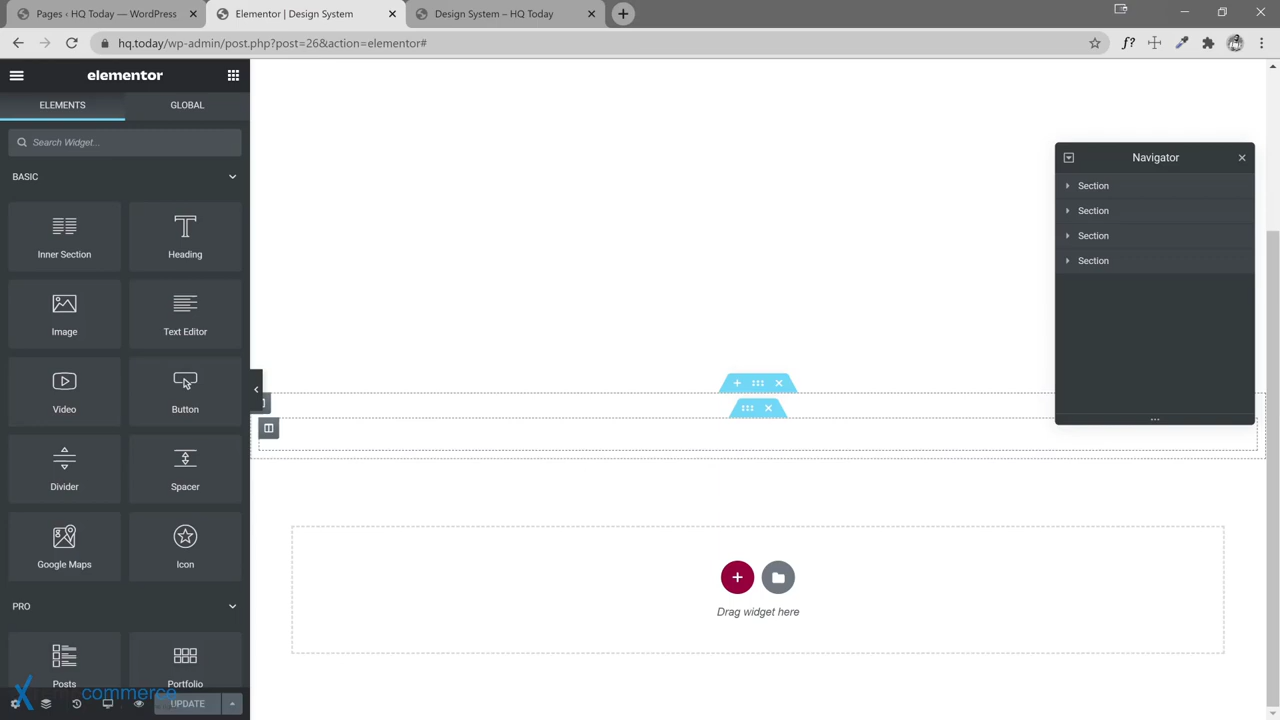 Pages ‹ HQ Today — WordPress
Elementor | Design System
Design System – HQ Today
hq.today/wp-admin/post.php?post=26&action=elementor#
elementor
ELEMENTS
GLOBAL
Search Widget...
BASIC
Inner Section
Heading
Image
Text Editor
Video
Button
Divider
Spacer
Google Maps
Icon
PRO
Posts
Portfolio
commerce
UPDATE
Navigator
Section
Section
Section
Section
Drag widget here